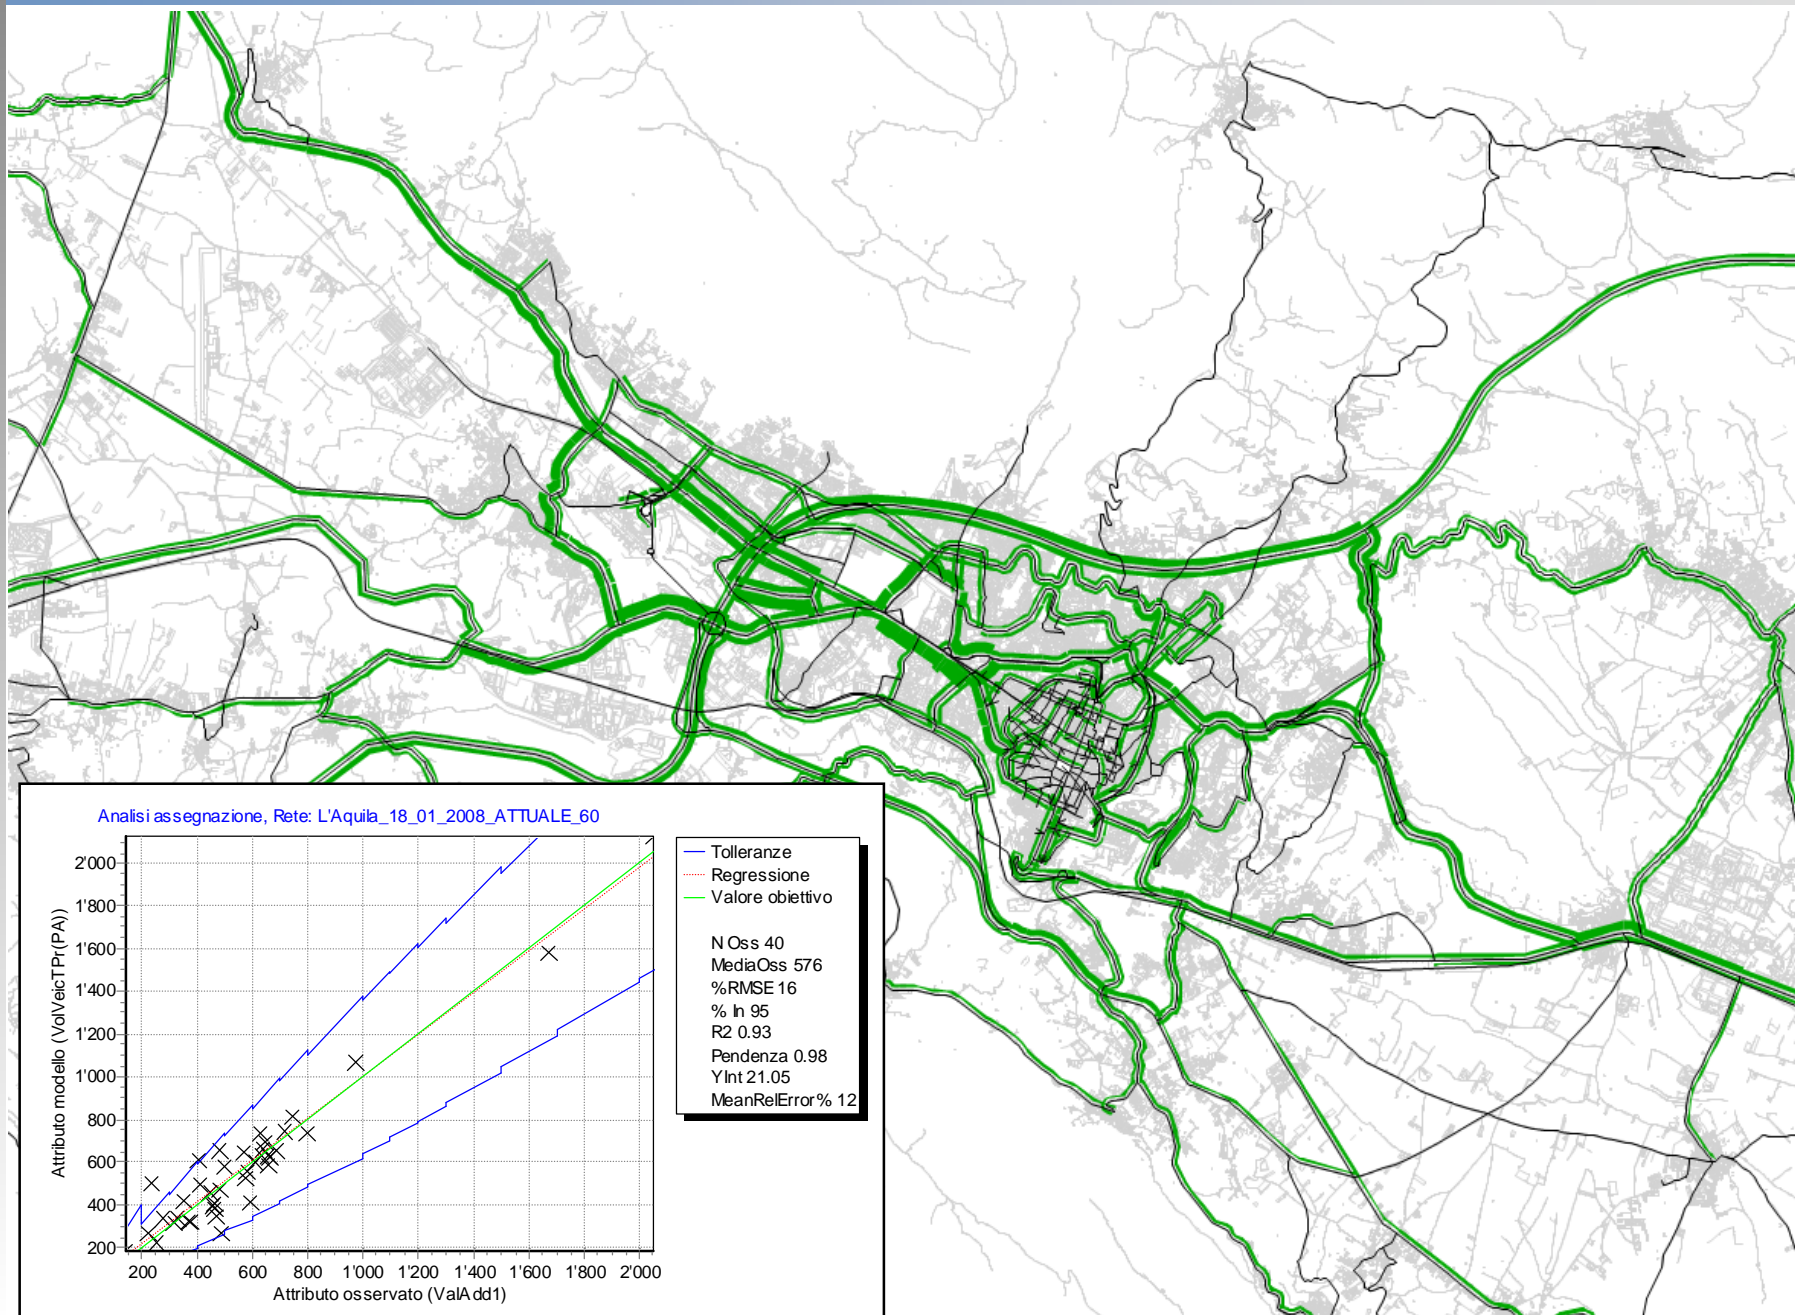 Analisi assegnazione, Rete: L'Aquila_18_01_2008_ATTUALE_60
Attributo modello (VolVeicTPr(PA))
2'000
1'800
1'600
1'400
1'200
1'000
800
600
400
200
200 400 600 800 1'000 1'200 1'400 1'600 1'800 2'000
Attributo osservato (ValAdd1)
Tolleranze
Regressione
Valore obiettivo
N Oss 40
MediaOss 576
%RMSE 16
% In 95
R2 0.93
Pendenza 0.98
YInt 21.05
MeanRelError% 12